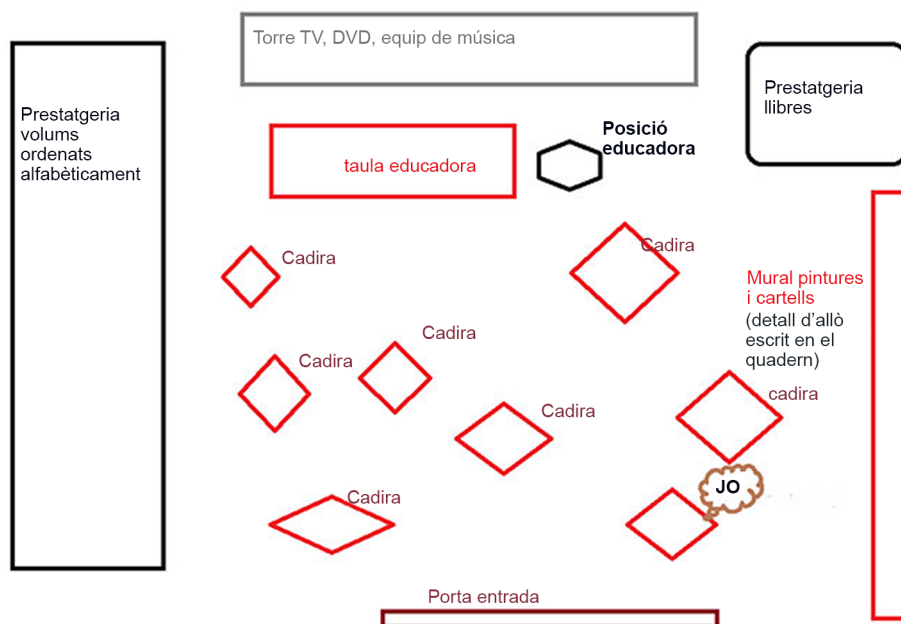 Torre TV, DVD, equip de música
Prestatgeria
llibres
Prestatgeria
volums
ordenats
alfabèticament
Posició
educadora
taula educadora
Cadira
Cadira
Mural pintures
i cartells
(detall d'allò
escrit en el
quadern)
Cadira
Cadira
cadira
Cadira
JO
Cadira
Porta entrada